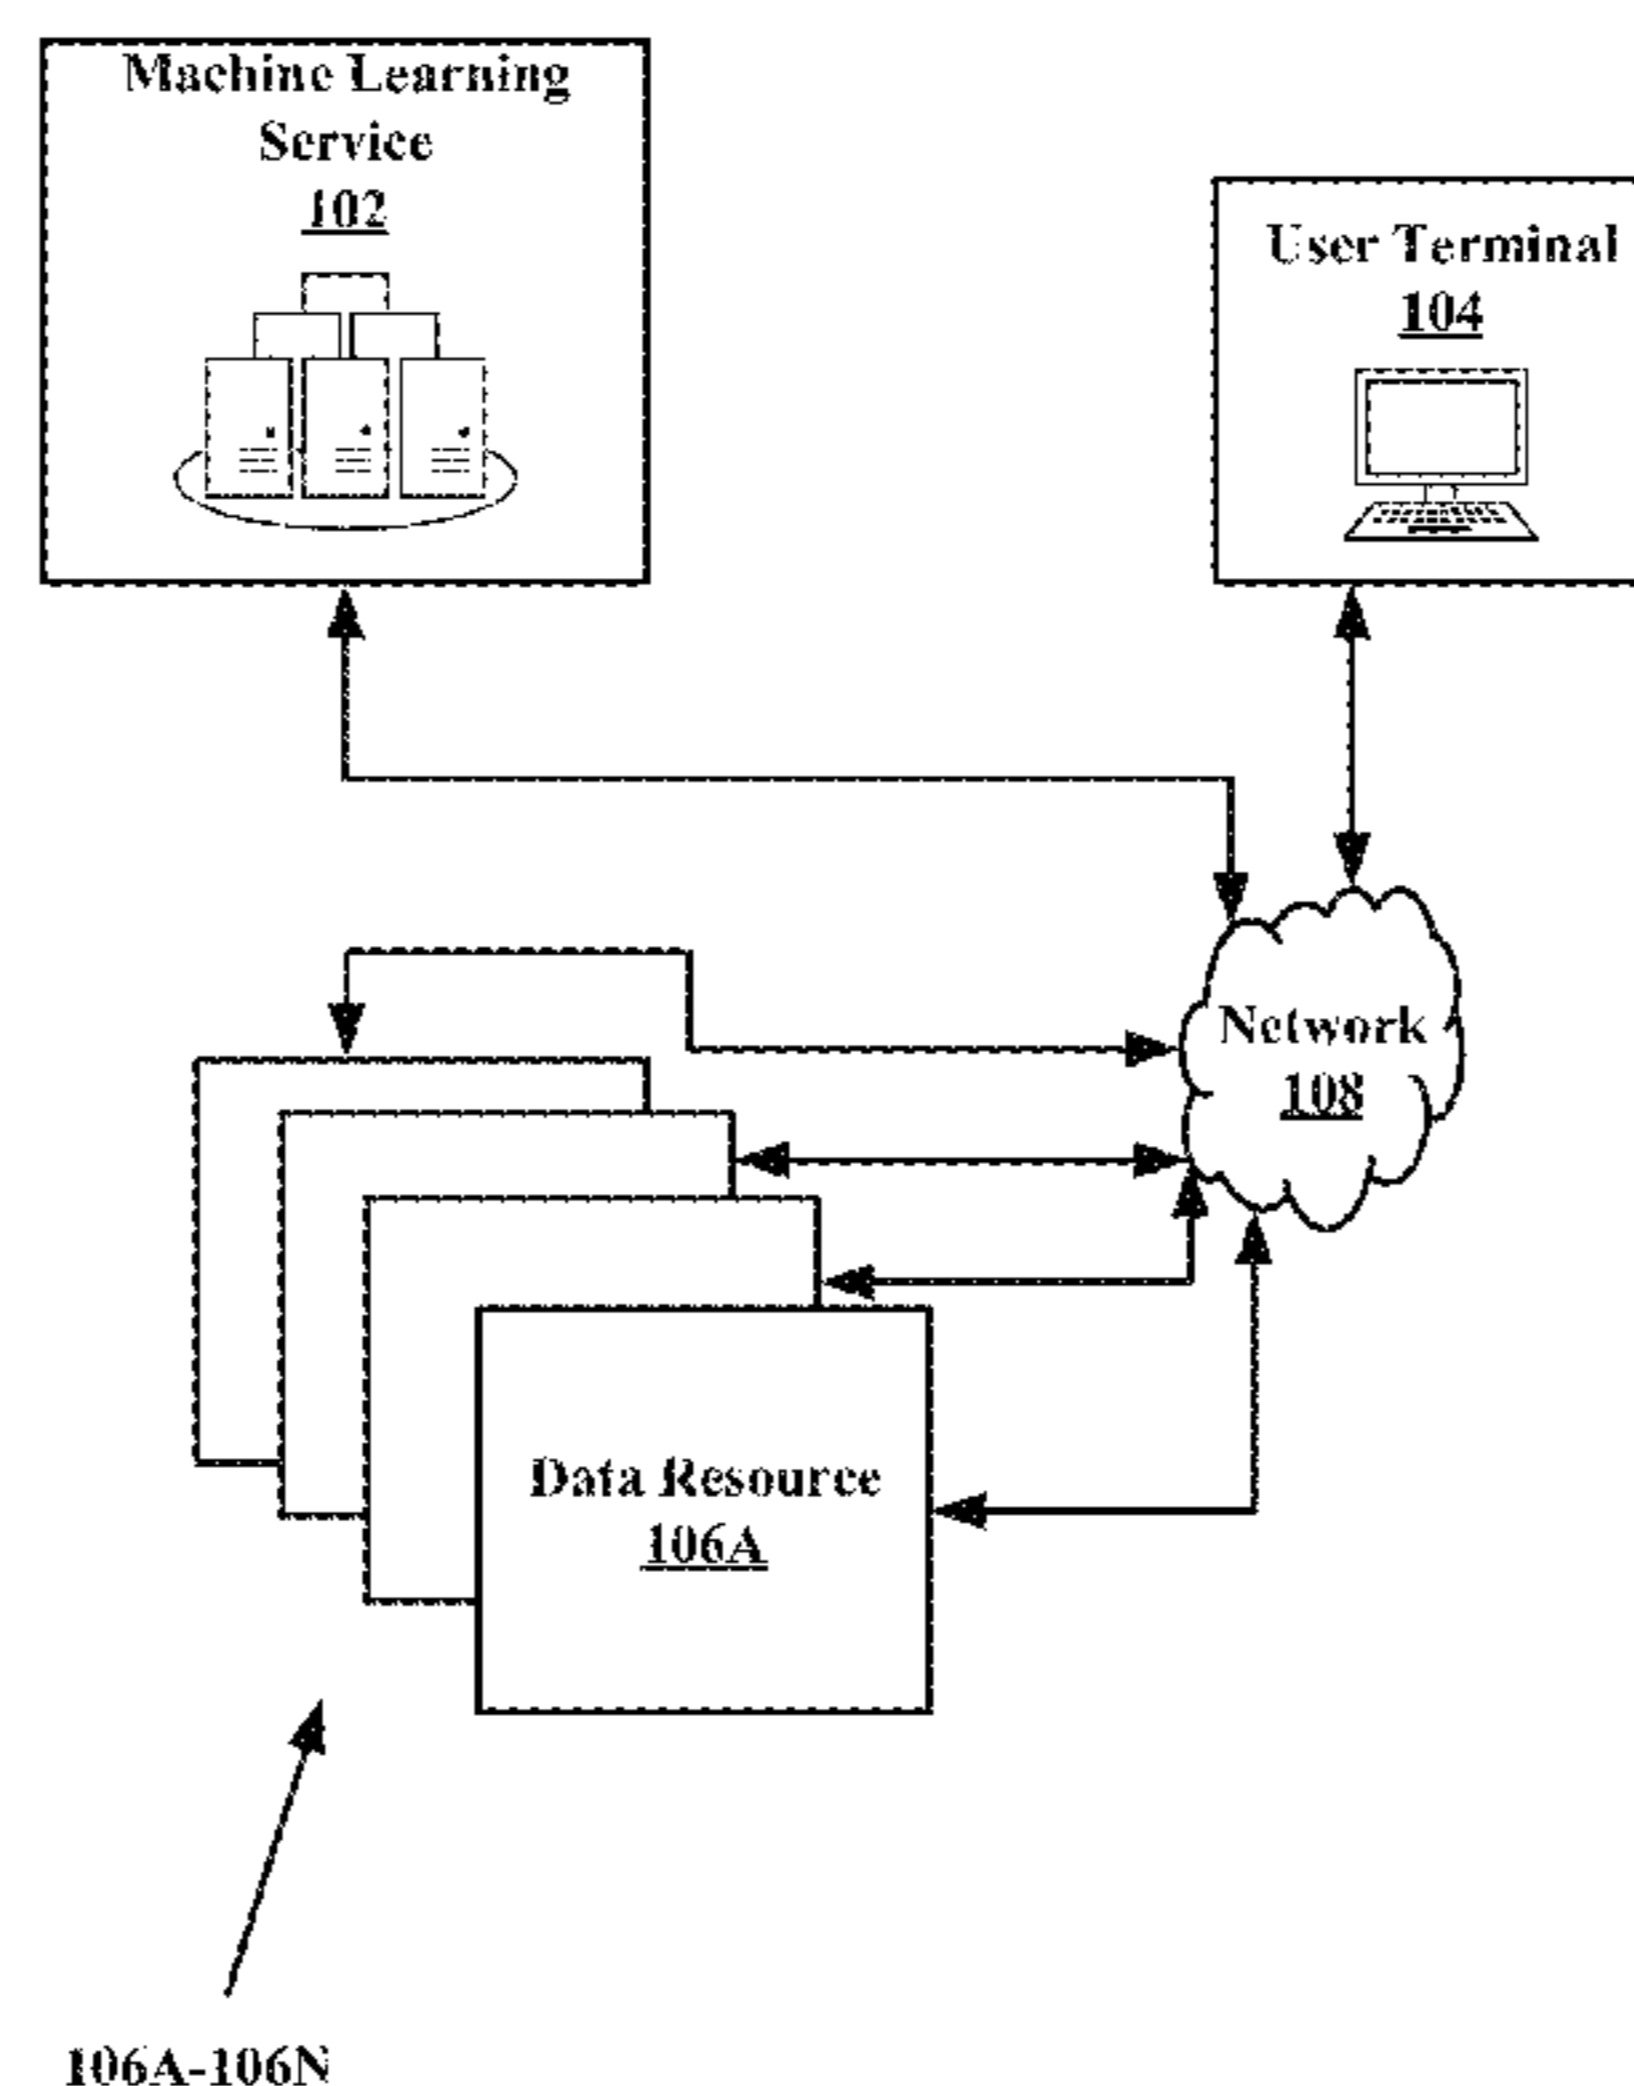 Machine Learning
Service
102
User Terminal
104
Network
108
Data Resource
106A
106A-106N